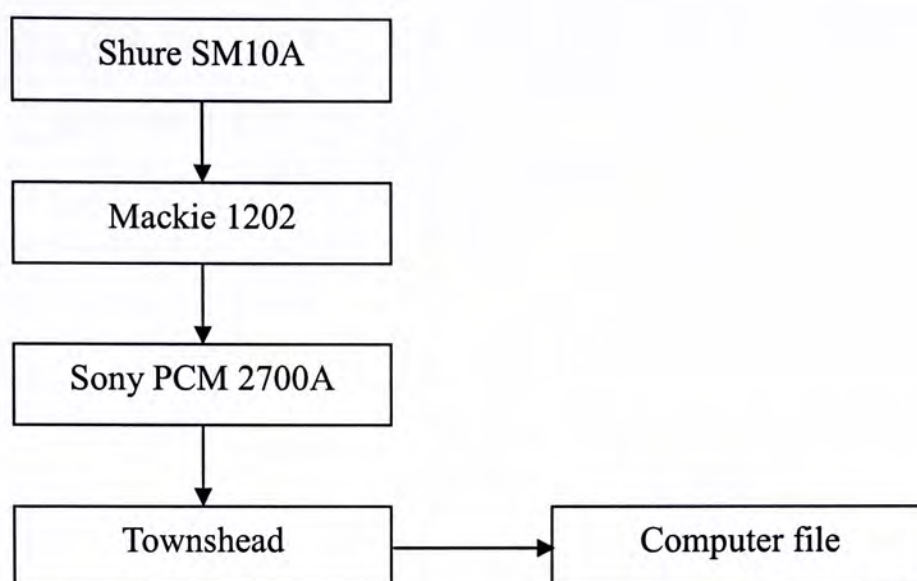 Shure SM10A
Mackie 1202
Sony PCM 2700A
Townshead
Computer file